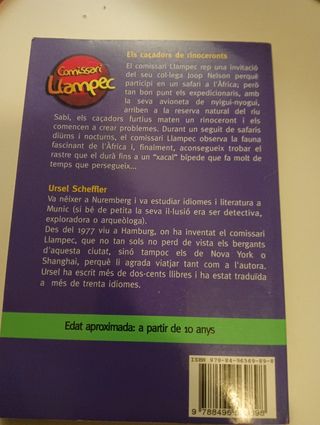 Comissari
Llampec
Els caçadors de rinoceronts
El comissari Llampec rep una invitació
del seu col·lega Joop Nelson perquè
participi en un safari a l'Àfrica; però
tan bon punt els expedicionaris, amb
la seva avioneta de nyigui-nyogui,
arriben a la reserva natural del riu
Sabi, els caçadors furtius maten un rinoceront i els
comencen a crear problemes. Durant un seguit de safaris
diürns i nocturns, el comissari Llampec observa la fauna
fascinant de l'Àfrica i, finalment, aconsegueix trobar el
rastre que el durà fins a un "xacal" bípede que fa molt de
temps que persegueix...
Ursel Scheffler
Va néixer a Nuremberg i va estudiar idiomes i literatura a
Munic (si bé de petita la seva il·lusió era ser detectiva,
exploradora o arqueòloga).
Des del 1977 viu a Hamburg, on ha inventat el comissari
Llampec, que no tan sols no perd de vista els bergants
d'aquesta ciutat, sinó tampoc els de Nova York o
Shanghai, perquè li agrada viatjar tant com a l'autora.
Ursel ha escrit més de dos-cents llibres i ha estat traduïda
a més de trenta idiomes.
Edat aproximada: a partir de 10 anys